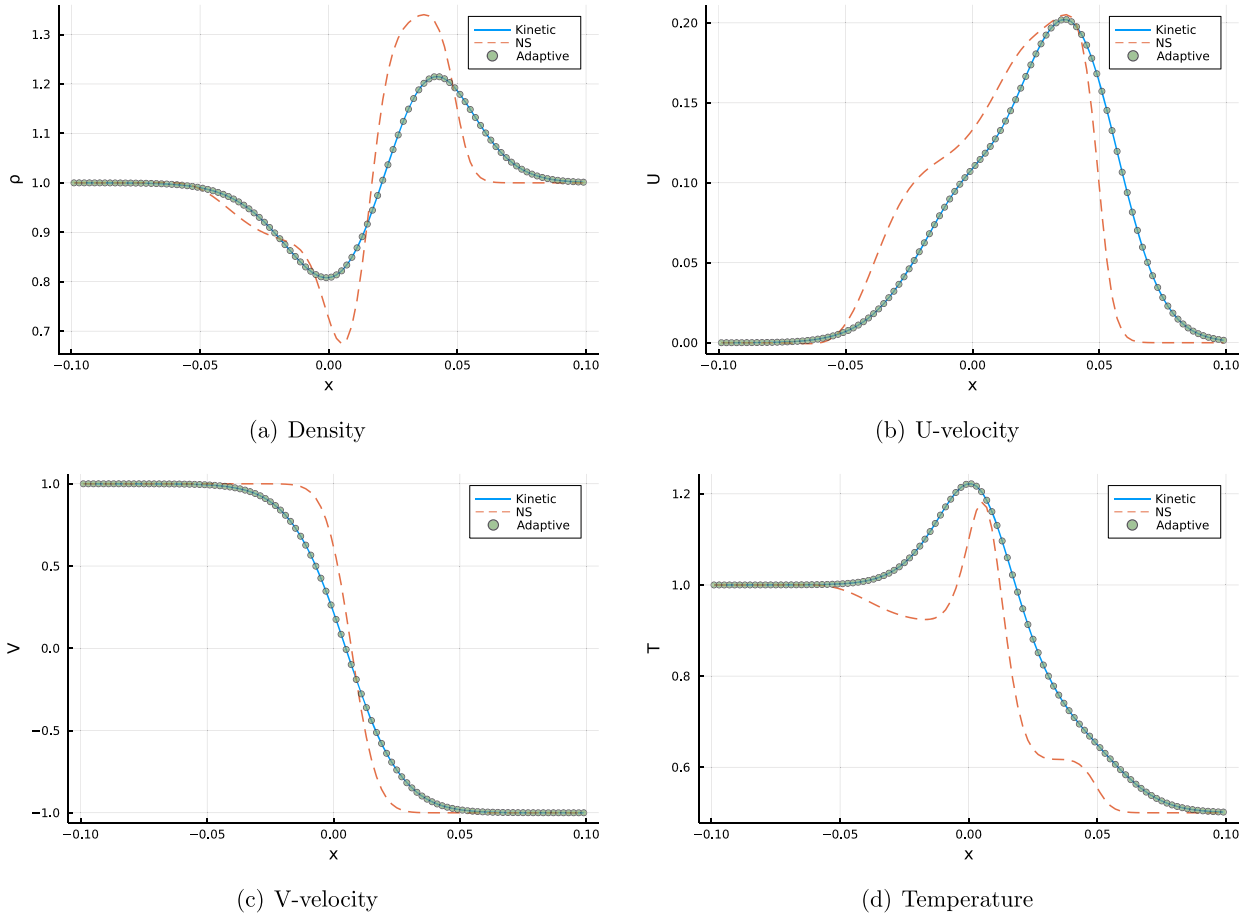 1.3
1.2
1.1
1.0
0.9
0.8
0.7
ρ
−0.10 −0.05 0.00 0.05 0.10
x
Kinetic
NS
Adaptive
(a) Density
0.20
0.15
0.10
0.05
0.00
U
−0.10 −0.05 0.00 0.05 0.10
x
Kinetic
NS
Adaptive
(b) U-velocity
1.0
0.5
0.0
−0.5
−1.0
V
−0.10 −0.05 0.00 0.05 0.10
x
Kinetic
NS
Adaptive
(c) V-velocity
1.2
1.0
0.8
0.6
T
−0.10 −0.05 0.00 0.05 0.10
x
Kinetic
NS
Adaptive
(d) Temperature